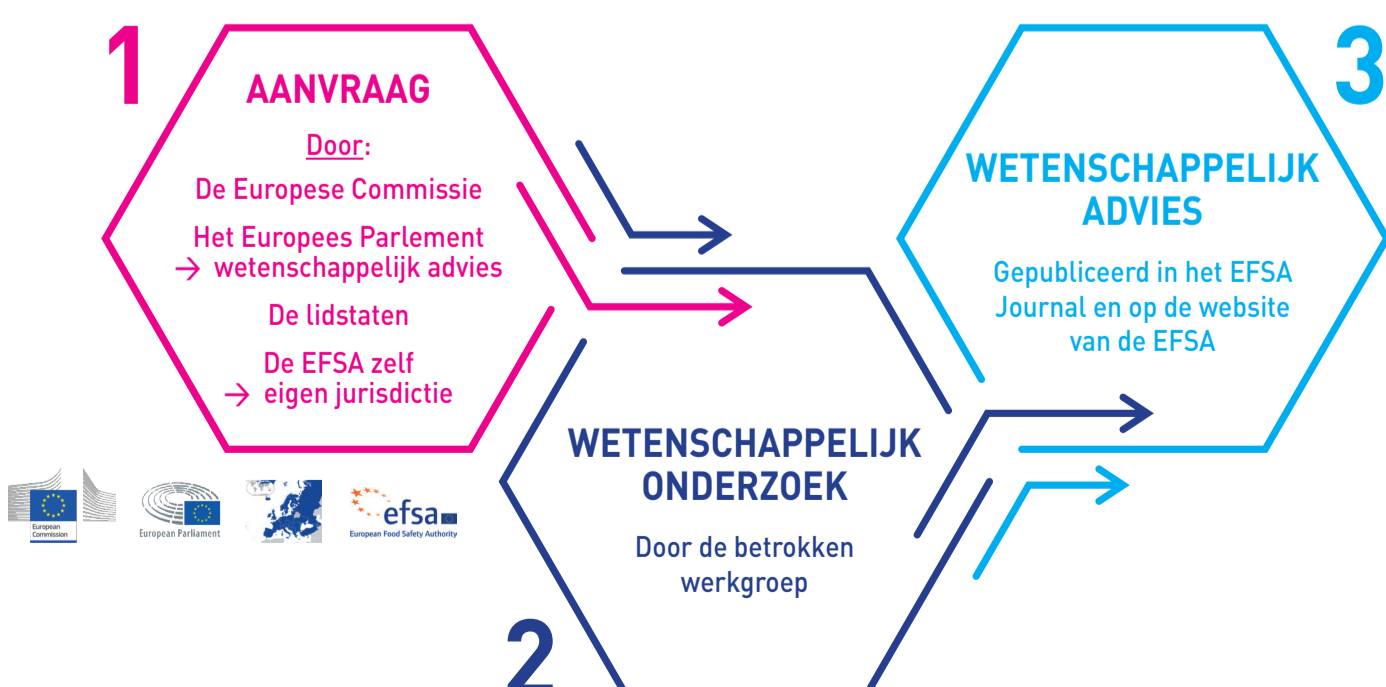 1
AANVRAAG
Door:
De Europese Commissie
Het Europees Parlement
→ wetenschappelijk advies
De lidstaten
De EFSA zelf
→ eigen jurisdictie
European
Commission
European Parliament
efsa
European Food Safety Authority
2
WETENSCHAPPELIJK
ONDERZOEK
Door de betrokken
werkgroep
3
WETENSCHAPPELIJK
ADVIES
Gepubliceerd in het EFSA
Journal en op de website
van de EFSA